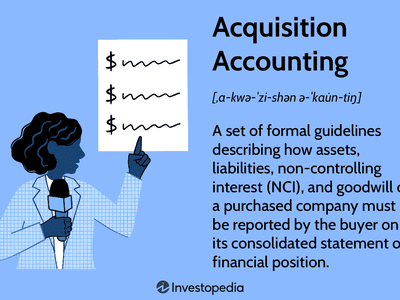 Acquisition
Accounting
[ˌɑ-kwə-ˈzi-shən ə-ˈkau̇n-tiŋ]
$
$
$
A set of formal guidelines
describing how assets,
liabilities, non-controlling
interest (NCI), and goodwill o
a purchased company must
be reported by the buyer on
its consolidated statement o
financial position.
Investopedia